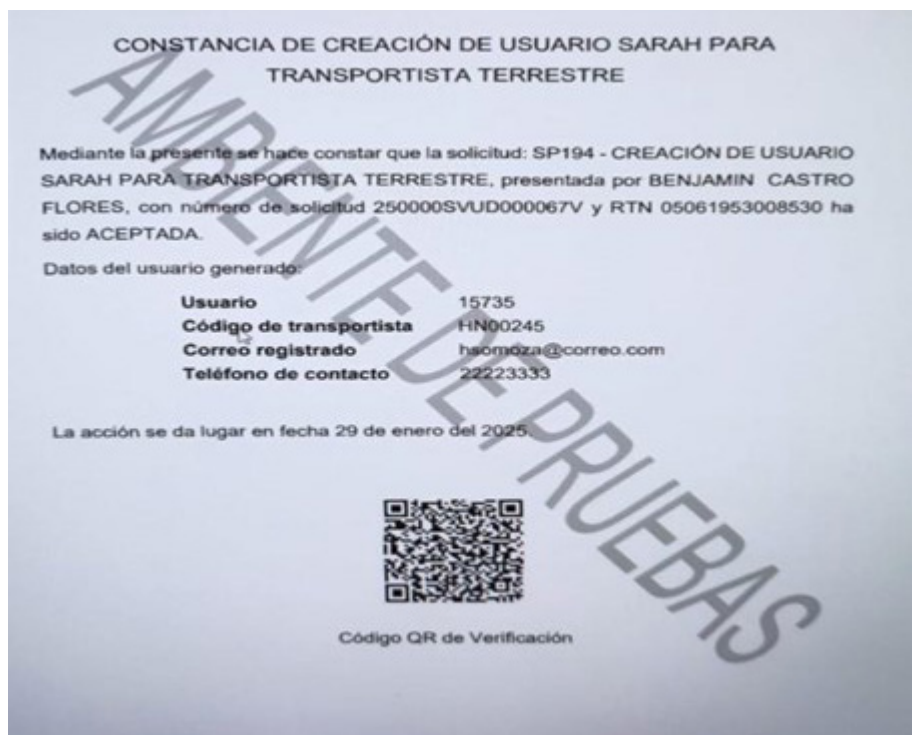 CONSTANCIA DE CREACIÓN DE USUARIO SARAH PARA
TRANSPORTISTA TERRESTRE
Mediante la presente se hace constar que la solicitud: SP194 - CREACIÓN DE USUARIO
SARAH PARA TRANSPORTISTA TERRESTRE, presentada por BENJAMIN CASTRO
FLORES, con número de solicitud 250000SVUD000067V y RTN 05061953008530 ha
sido ACEPTADA.
Datos del usuario generado:
Usuario 15735
Código de transportista HN00245
Correo registrado hsomoza@correo.com
Teléfono de contacto 22223333
La acción se da lugar en fecha 29 de enero del 2025.
AMBIENTE DE PRUEBAS
Código QR de Verificación